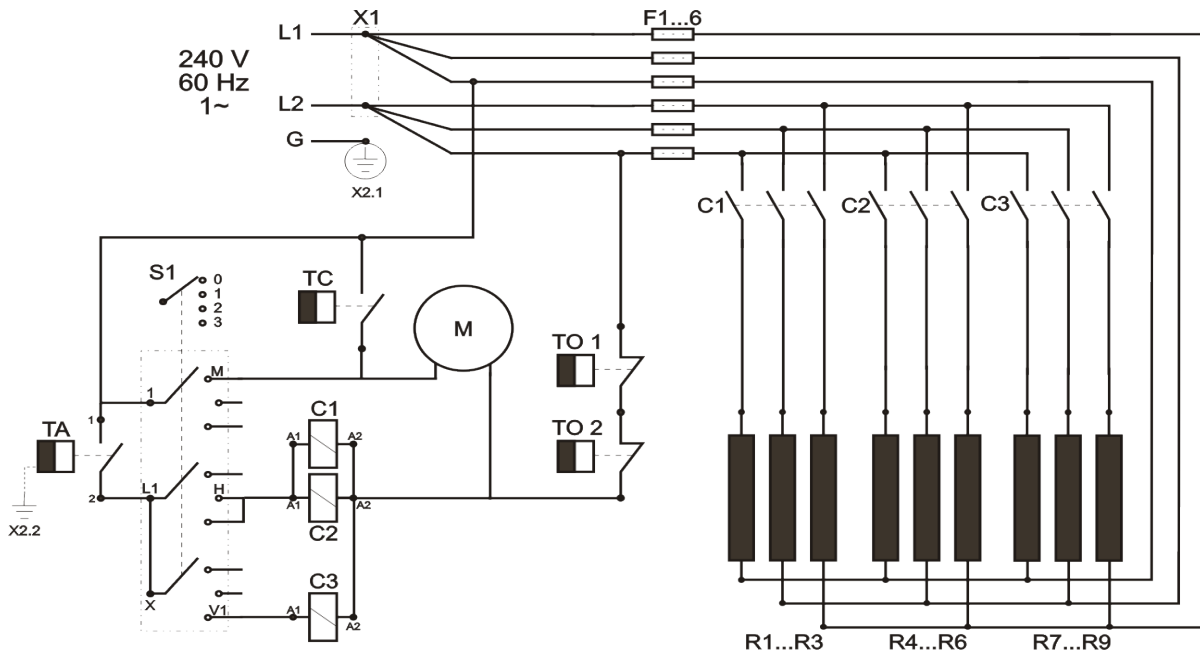 X1
F1...6
L1
240 V
60 Hz
1~
L2
G
X2.1
C1
C2
C3
S1
0
1
2
3
TC
M
TO 1
M
1
C1
1
TA
A1
A2
TO 2
L1
H
2
A1
A2
X2.2
C2
C3
X
V1
A1
A2
R1...R3
R4...R6
R7...R9